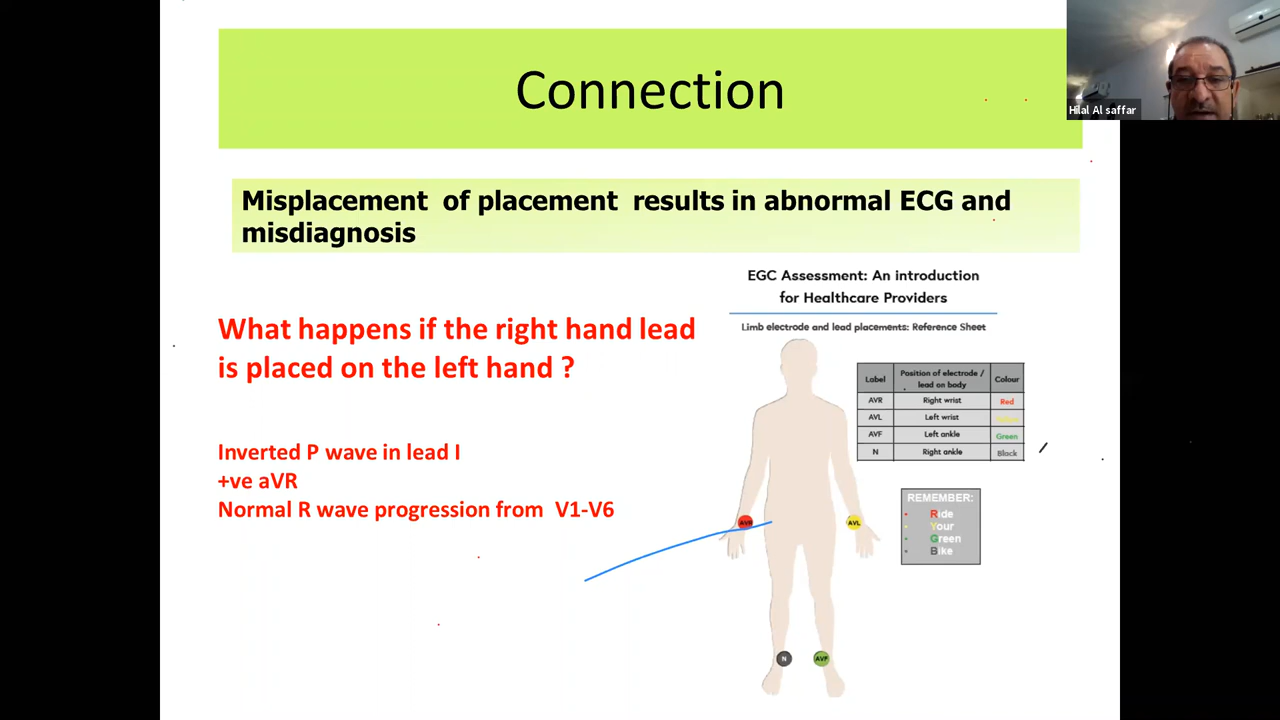 Connection
Hilal Al saffar
Misplacement of placement results in abnormal ECG and
misdiagnosis
What happens if the right hand lead
is placed on the left hand ?
Inverted P wave in lead I
+ve aVR
Normal R wave progression from V1-V6
EGC Assessment: An introduction
for Healthcare Providers
Limb electrode and lead placements: Reference Sheet
Label Position of electrode / lead on body Colour
AVR Right wrist Red
AVL Left wrist
AVF Left ankle Green
N Right ankle Black
AVR
AVL
REMEMBER:
Ride
Your
Green
Bike
N
AVF